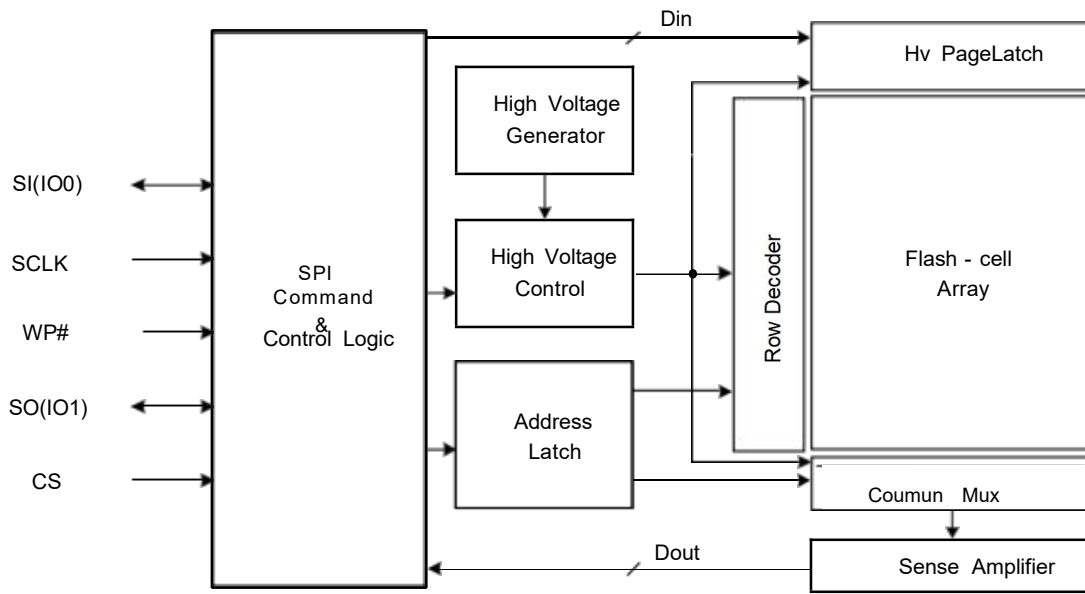 Din
Hv PageLatch
High Voltage
Generator
SI(IO0)
SCLK
WP#
SO(IO1)
CS
SPI
Command
&
Control Logic
High Voltage
Control
Row Decoder
Flash - cell
Array
Address
Latch
Coumun Mux
Dout
Sense Amplifier